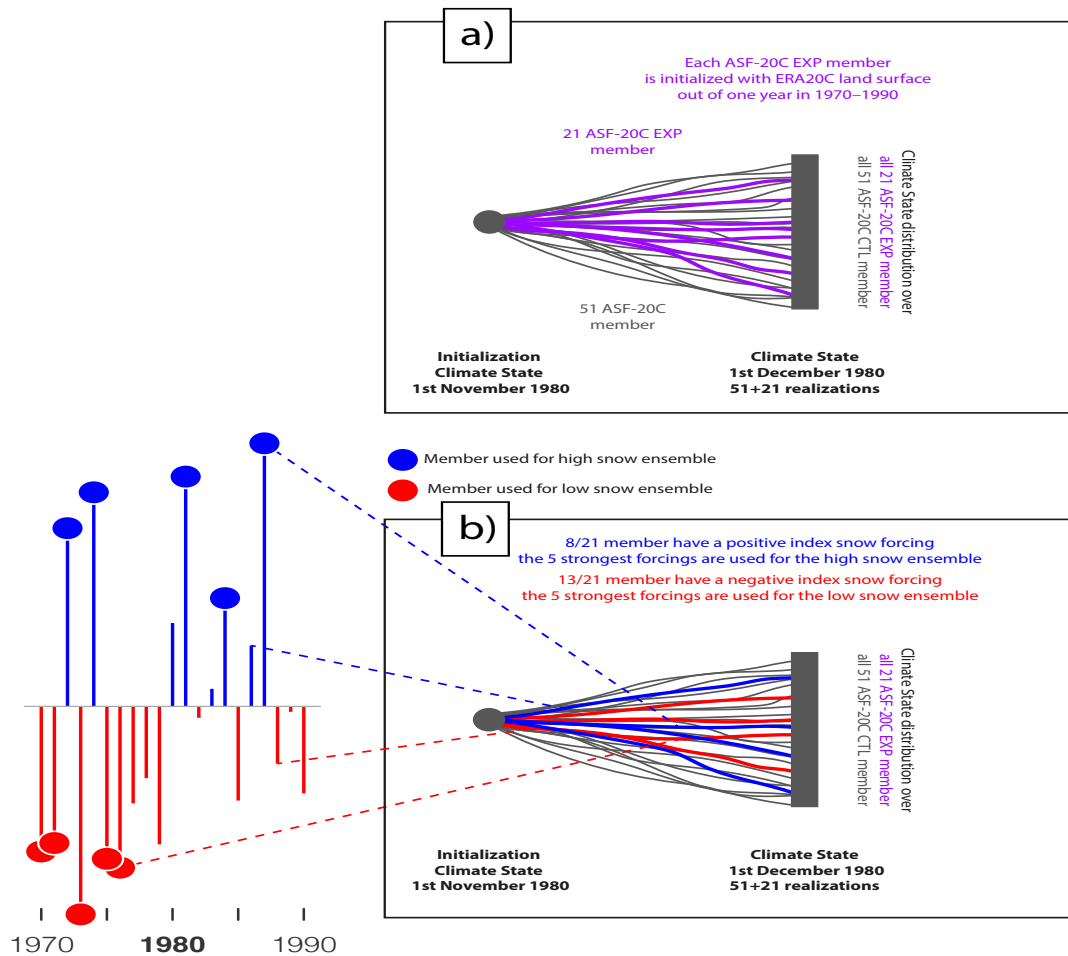 a)
Each ASF-20C EXP member
is initialized with ERA20C land surface
out of one year in 1970–1990
21 ASF-20C EXP
member
51 ASF-20C
member
Climate State distribution over
all 21 ASF-20C EXP member
all 51 ASF-20C CTL member
Initialization
Climate State
1st November 1980
Climate State
1st December 1980
51+21 realizations
Member used for high snow ensemble
Member used for low snow ensemble
b)
8/21 member have a positive index snow forcing
the 5 strongest forcings are used for the high snow ensemble
13/21 member have a negative index snow forcing
the 5 strongest forcings are used for the low snow ensemble
Climate State distribution over
all 21 ASF-20C EXP member
all 51 ASF-20C CTL member
Initialization
Climate State
1st November 1980
Climate State
1st December 1980
51+21 realizations
1970 1980 1990